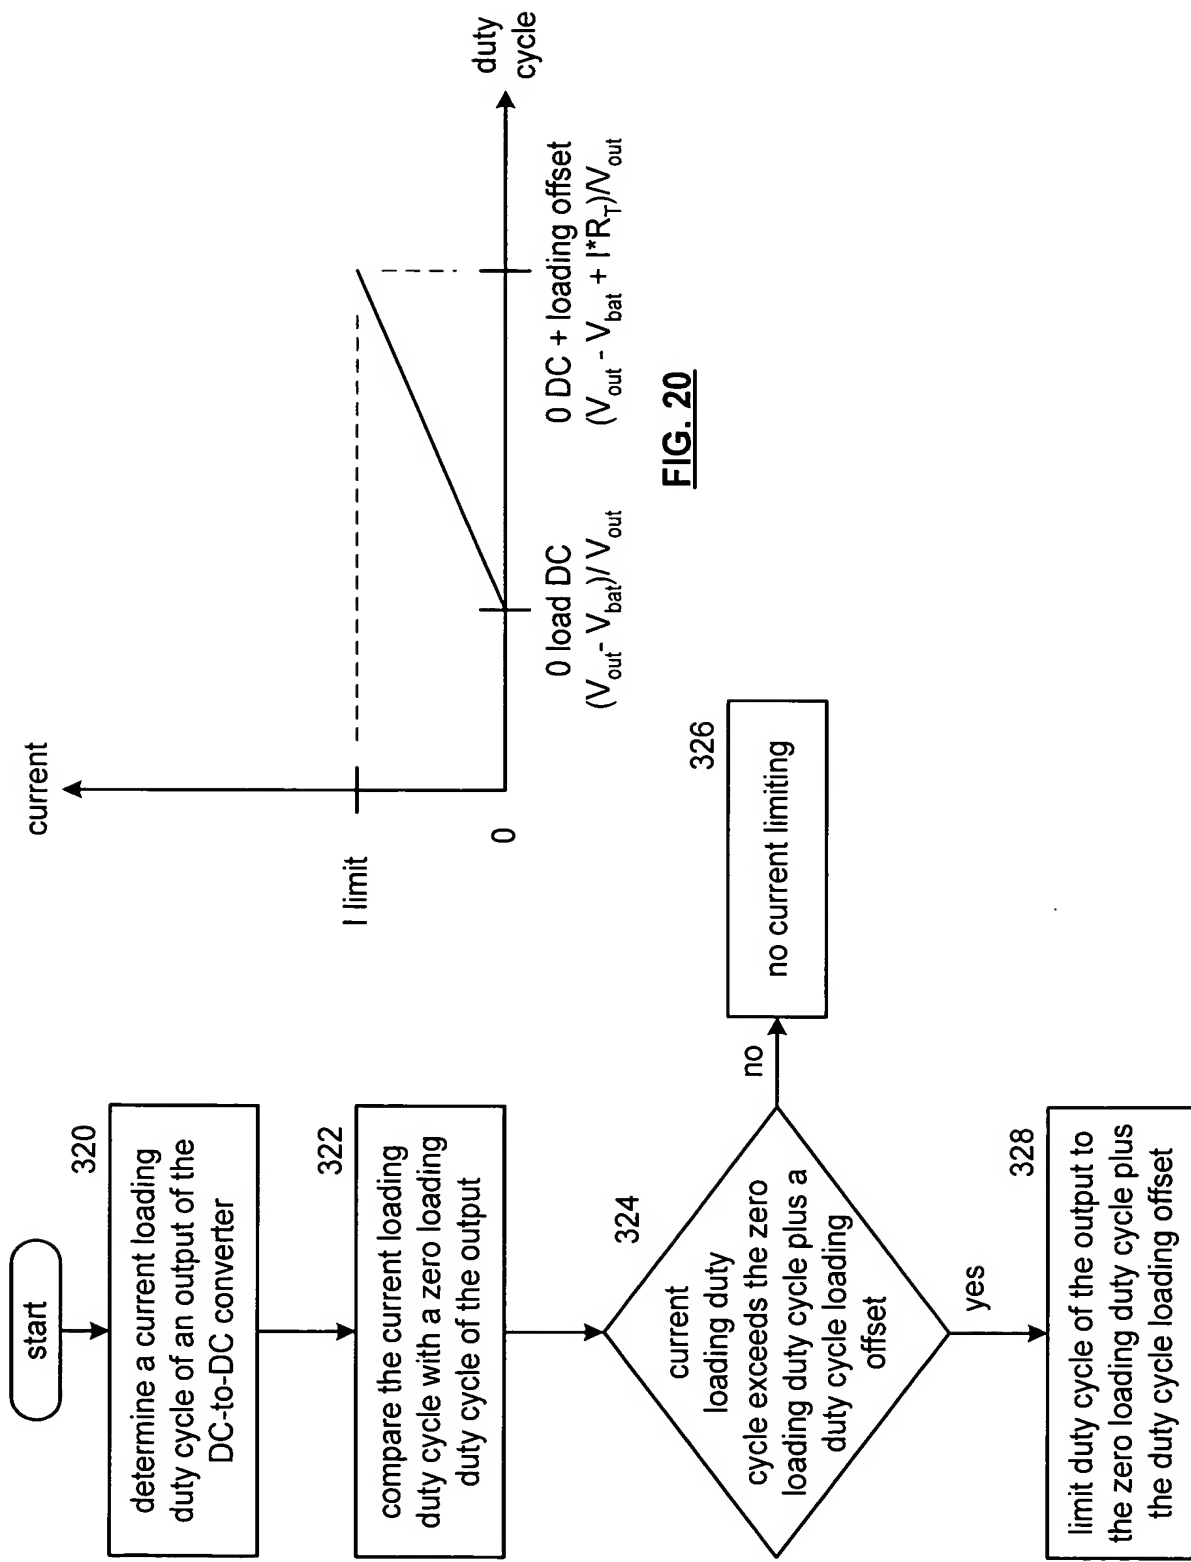 start
320
determine a current loading
duty cycle of an output of the
DC-to-DC converter
322
compare the current loading
duty cycle with a zero loading
duty cycle of the output
324
current
loading duty
cycle exceeds the zero
loading duty cycle plus a
duty cycle loading
offset
no
326
no current limiting
yes
328
limit duty cycle of the output to
the zero loading duty cycle plus
the duty cycle loading offset
current
I limit
0
duty
cycle
0 load DC
(Vout- Vbat)/ Vout
0 DC + loading offset
(Vout - Vbat + I*RT)/Vout
FIG. 20